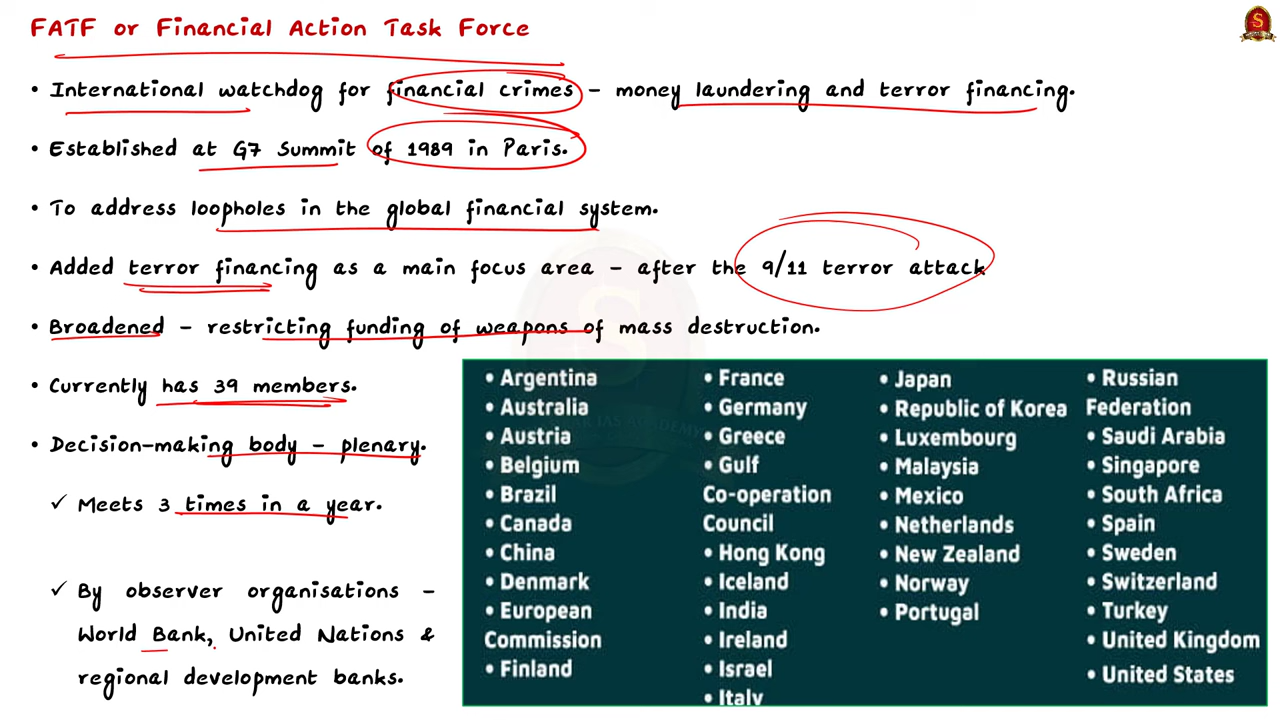 FATF or Financial Action Task Force
• International watchdog for financial crimes – money laundering and terror financing.
• Established at G7 Summit of 1989 in Paris.
• To address loopholes in the global financial system.
• Added terror financing as a main focus area – after the 9/11 terror attack
• Broadened – restricting funding of weapons of mass destruction.
• Currently has 39 members.
• Decision-making body – plenary.
✓ Meets 3 times in a year.
✓ By observer organisations –
World Bank, United Nations &
regional development banks.
• Argentina
• Australia
• Austria
• Belgium
• Brazil
• Canada
• China
• Denmark
• European
Commission
• Finland
• France
• Germany
• Greece
• Gulf
Co-operation
Council
• Hong Kong
• Iceland
• India
• Ireland
• Israel
• Italy
• Japan
• Republic of Korea
• Luxembourg
• Malaysia
• Mexico
• Netherlands
• New Zealand
• Norway
• Portugal
• Russian
Federation
• Saudi Arabia
• Singapore
• South Africa
• Spain
• Sweden
• Switzerland
• Turkey
• United Kingdom
• United States